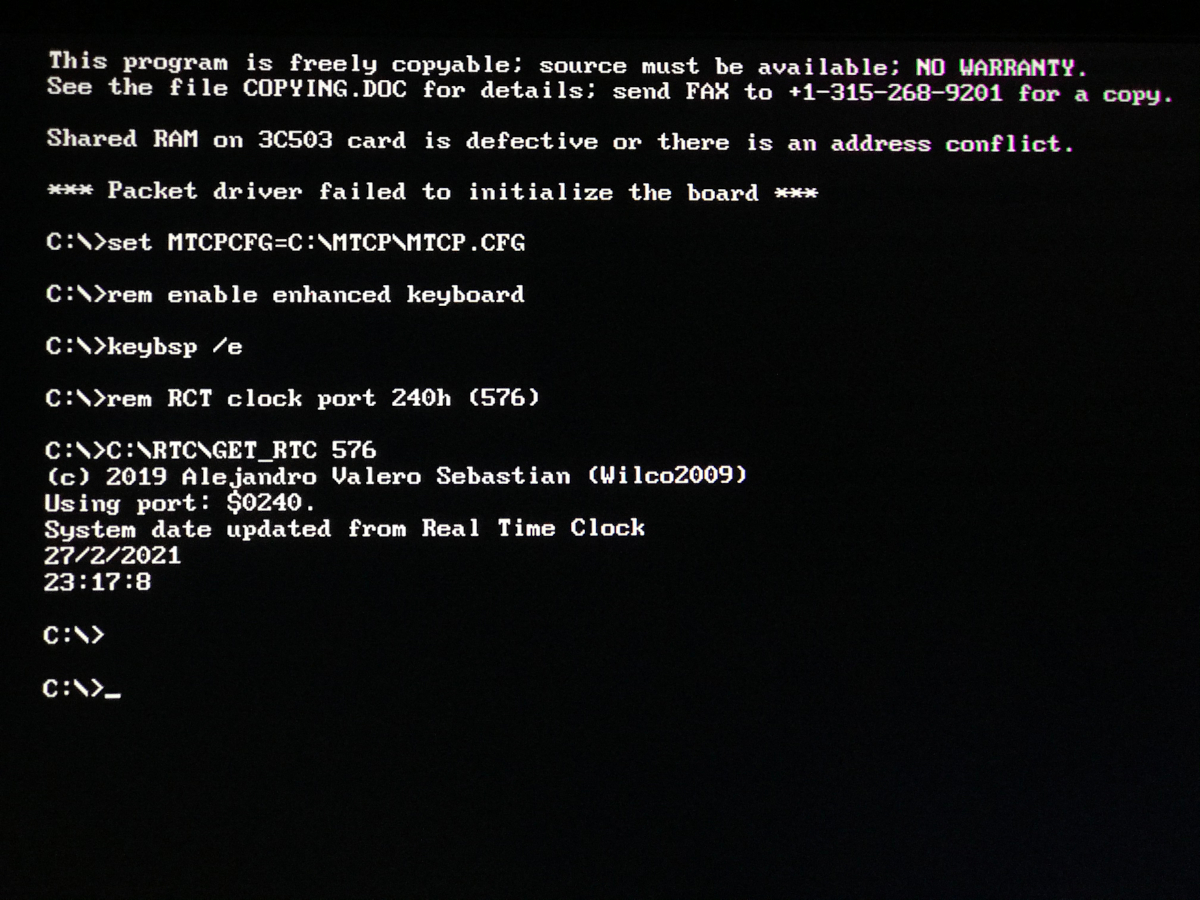 This program is freely copyable; source must be available; NO WARRANTY.
See the file COPYING.DOC for details; send FAX to +1-315-268-9201 for a copy.
Shared RAM on 3C503 card is defective or there is an address conflict.
*** Packet driver failed to initialize the board ***
C:\>set MTCPCFG=C:\MTCP\MTCP.CFG
C:\>rem enable enhanced keyboard
C:\>keybsp /e
C:\>rem RCT clock port 240h (576)
C:\>C:\RTC\GET_RTC 576
(c) 2019 Alejandro Valero Sebastian (Wilco2009)
Using port: $0240.
System date updated from Real Time Clock
27/2/2021
23:17:8
C:\>
C:\>_